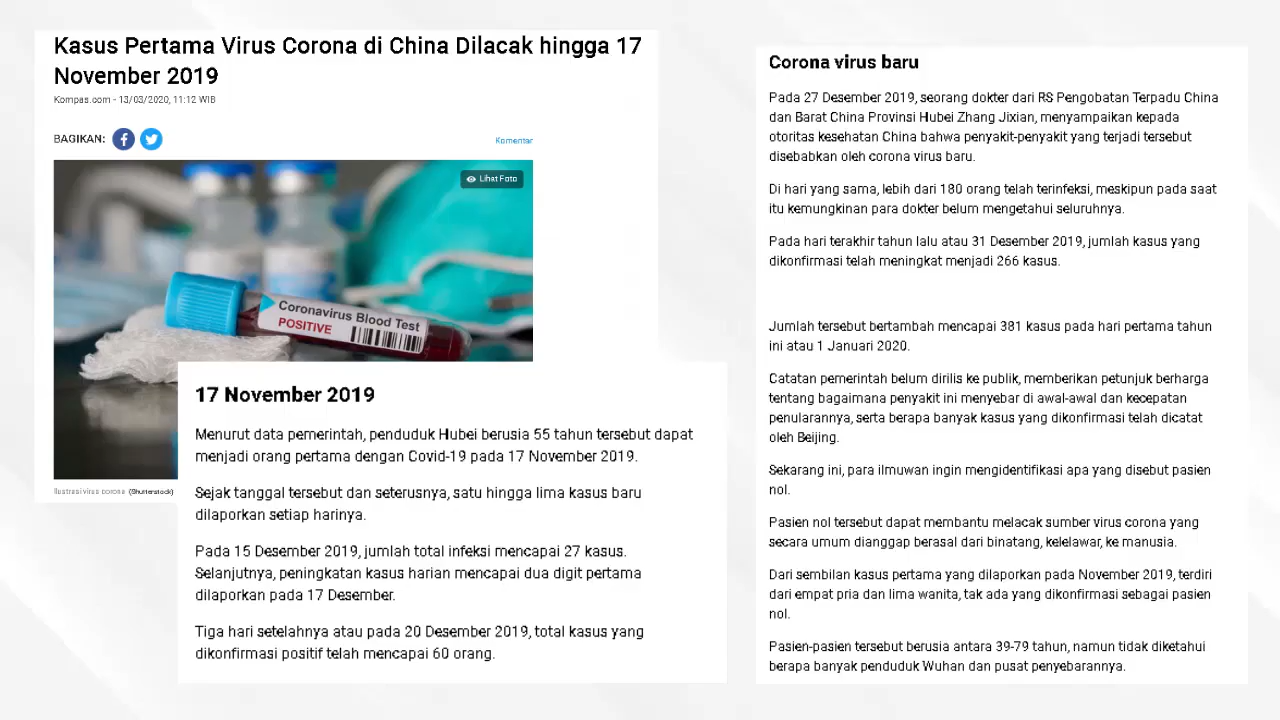 Kasus Pertama Virus Corona di China Dilacak hingga 17
November 2019
Kompas.com - 13/03/2020, 11:12 WIB
BAGIKAN:
Komentar
Lihat Foto
Coronavirus Blood Test
POSITIVE
Ilustrasi virus corona (Shutterstock)
17 November 2019
Menurut data pemerintah, penduduk Hubei berusia 55 tahun tersebut dapat
menjadi orang pertama dengan Covid-19 pada 17 November 2019.
Sejak tanggal tersebut dan seterusnya, satu hingga lima kasus baru
dilaporkan setiap harinya.
Pada 15 Desember 2019, jumlah total infeksi mencapai 27 kasus.
Selanjutnya, peningkatan kasus harian mencapai dua digit pertama
dilaporkan pada 17 Desember.
Tiga hari setelahnya atau pada 20 Desember 2019, total kasus yang
dikonfirmasi positif telah mencapai 60 orang.
Corona virus baru
Pada 27 Desember 2019, seorang dokter dari RS Pengobatan Terpadu China
dan Barat China Provinsi Hubei Zhang Jixian, menyampaikan kepada
otoritas kesehatan China bahwa penyakit-penyakit yang terjadi tersebut
disebabkan oleh corona virus baru.
Di hari yang sama, lebih dari 180 orang telah terinfeksi, meskipun pada saat
itu kemungkinan para dokter belum mengetahui seluruhnya.
Pada hari terakhir tahun lalu atau 31 Desember 2019, jumlah kasus yang
dikonfirmasi telah meningkat menjadi 266 kasus.
Jumlah tersebut bertambah mencapai 381 kasus pada hari pertama tahun
ini atau 1 Januari 2020.
Catatan pemerintah belum dirilis ke publik, memberikan petunjuk berharga
tentang bagaimana penyakit ini menyebar di awal-awal dan kecepatan
penularannya, serta berapa banyak kasus yang dikonfirmasi telah dicatat
oleh Beijing.
Sekarang ini, para ilmuwan ingin mengidentifikasi apa yang disebut pasien
nol.
Pasien nol tersebut dapat membantu melacak sumber virus corona yang
secara umum dianggap berasal dari binatang, kelelawar, ke manusia.
Dari sembilan kasus pertama yang dilaporkan pada November 2019, terdiri
dari empat pria dan lima wanita, tak ada yang dikonfirmasi sebagai pasien
nol.
Pasien-pasien tersebut berusia antara 39-79 tahun, namun tidak diketahui
berapa banyak penduduk Wuhan dan pusat penyebarannya.